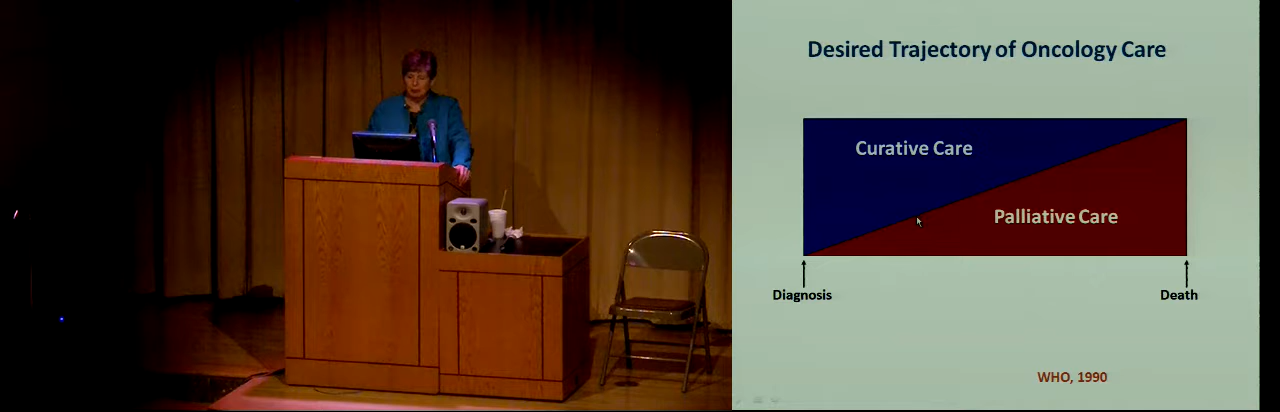 Desired Trajectory of Oncology Care
Curative Care
Palliative Care
Diagnosis
Death
WHO, 1990